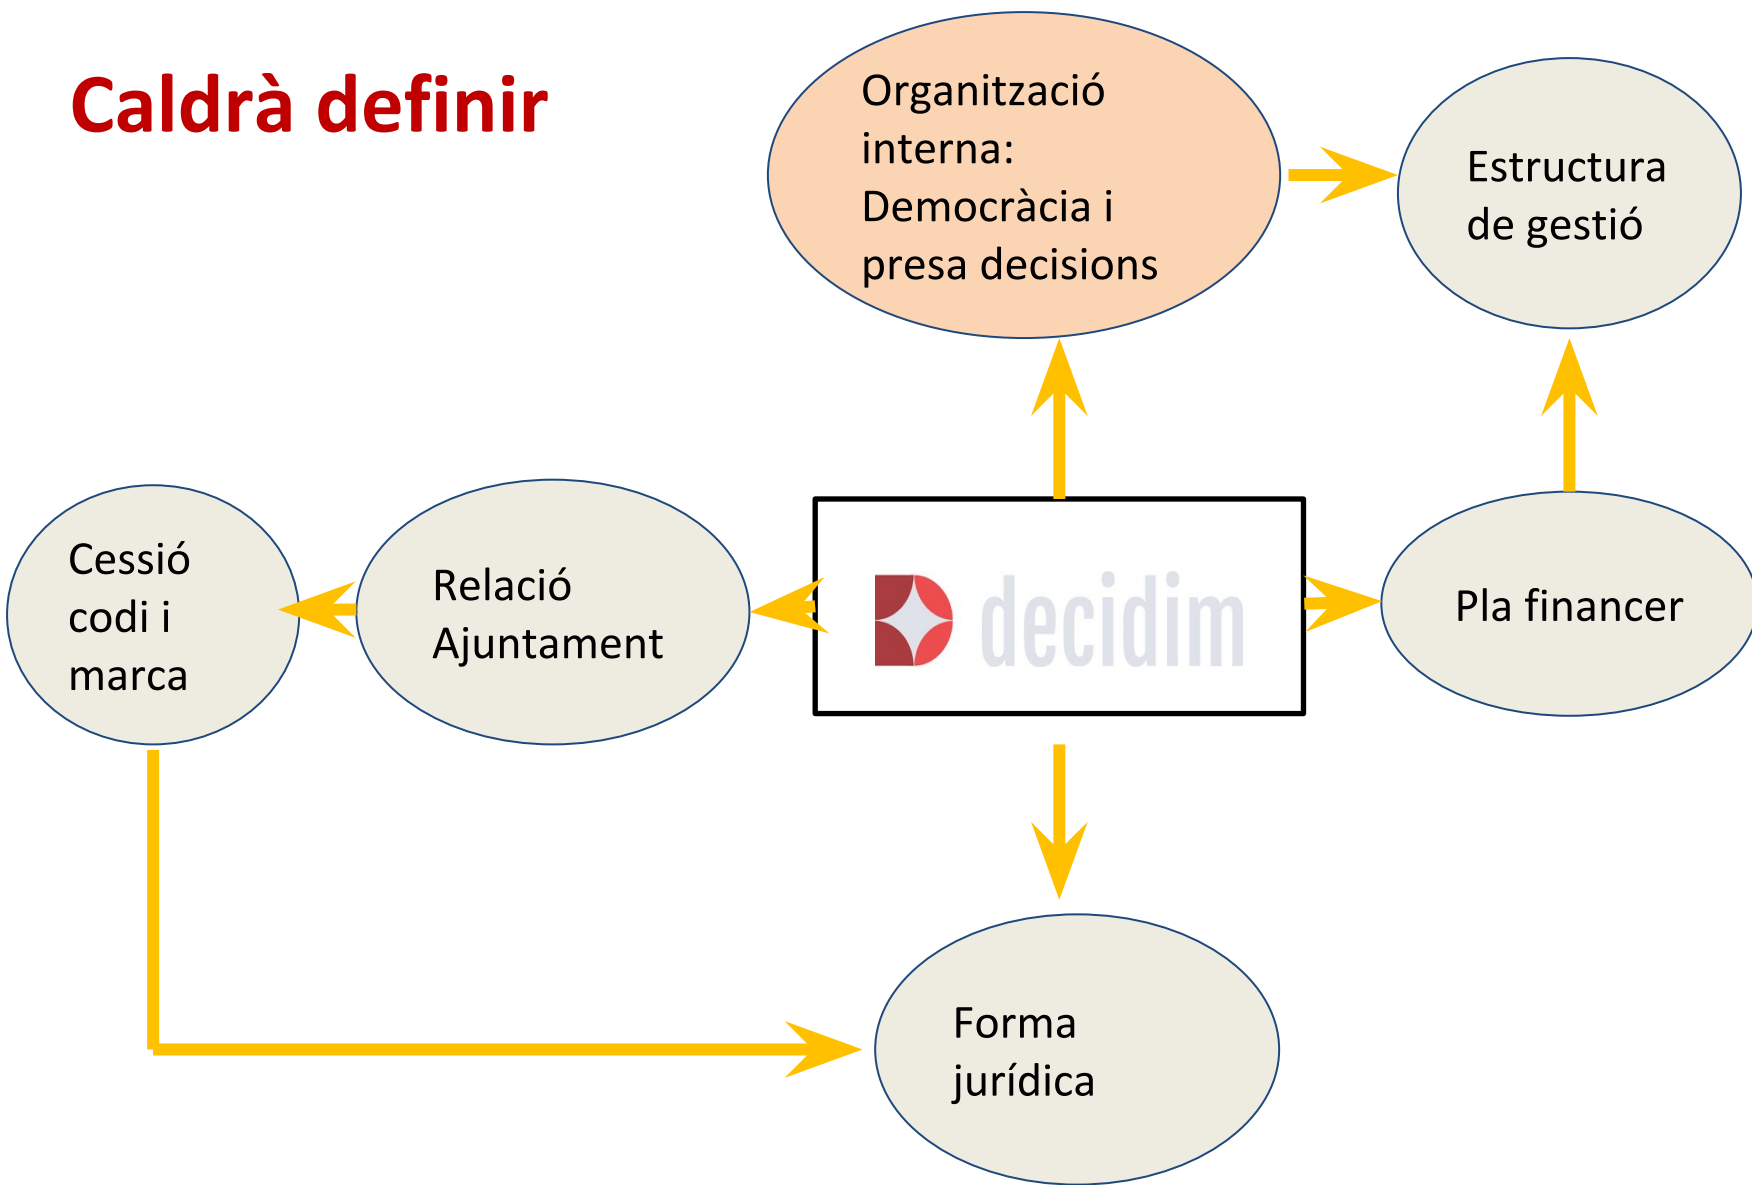 Caldrà definir
Organització
interna:
Democràcia i
presa decisions
Estructura
de gestió
Cessió
codi i
marca
Relació
Ajuntament
decidim
Pla financer
Forma
jurídica